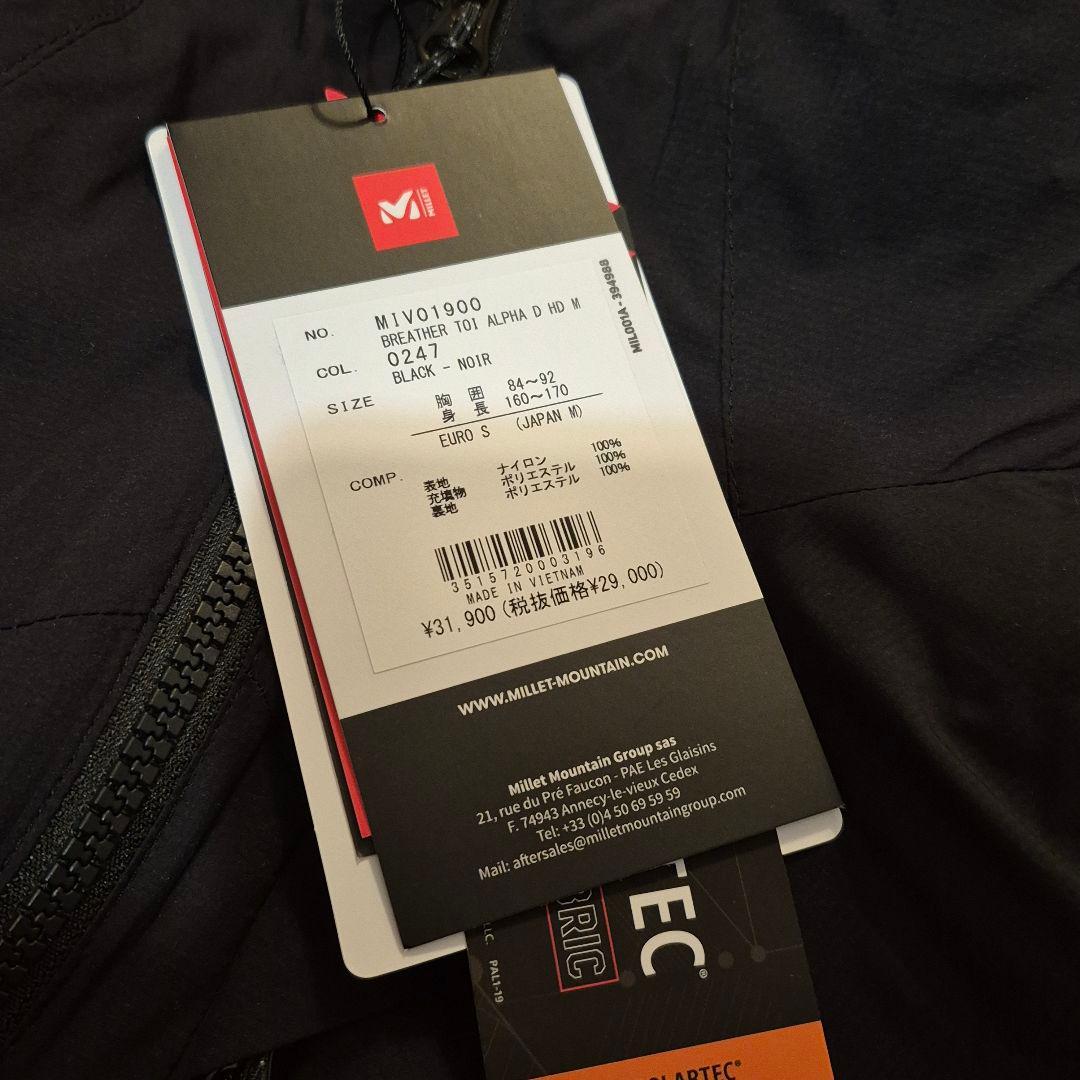 MILLET
MIL001A - 394988
NO. MIV01900
BREATHER TOI ALPHA D HD M
COL. 0247
BLACK - NOIR
SIZE 胸 囲 84～92
身 長 160～170
EURO S (JAPAN M)
COMP. 表地 ナイロン 100%
充填物 ポリエステル 100%
裏地 ポリエステル 100%
3515720003196
MADE IN VIETNAM
¥31,900(税抜価格¥29,000)
WWW.MILLET-MOUNTAIN.COM
Millet Mountain Group sas
21, rue du Pré Faucon - PAE Les Glaisins
F. 74943 Annecy-le-vieux Cedex
Tel: +33 (0)4 50 69 59 59
Mail: aftersales@milletmountaingroup.com
TEC®
BRIC
LLC. PAL1-19
OLARTEC®